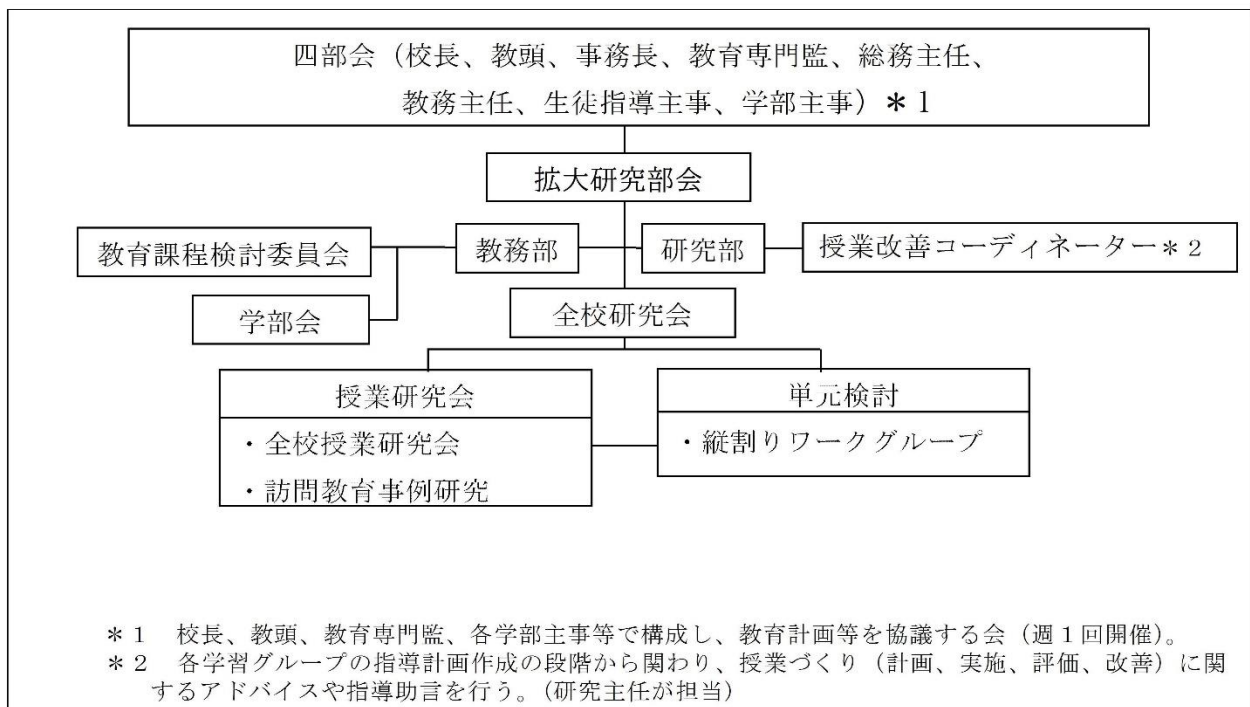 四部会（校長、教頭、事務長、教育専門監、総務主任、
教務主任、生徒指導主事、学部主事）＊１
拡大研究部会
教育課程検討委員会
教務部
研究部
授業改善コーディネーター＊２
学部会
全校研究会
授業研究会
・全校授業研究会
・訪問教育事例研究
単元検討
・縦割りワークグループ
＊１　校長、教頭、教育専門監、各学部主事等で構成し、教育計画等を協議する会（週１回開催）。
＊２　各学習グループの指導計画作成の段階から関わり、授業づくり（計画、実施、評価、改善）に関
するアドバイスや指導助言を行う。（研究主任が担当）